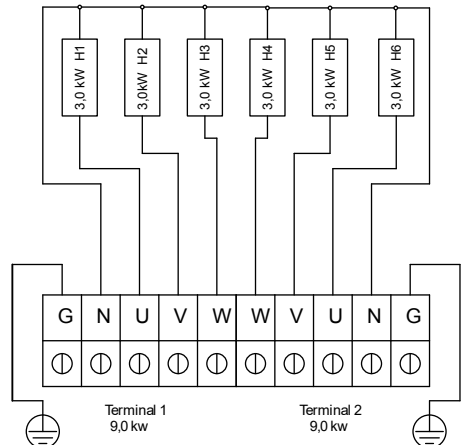 3,0 kW H1
3,0kW H2
3,0 kW H3
3,0 kW H4
3,0 kW H5
3,0 kW H6
G N U V W W V U N G
Terminal 1
9,0 kw
Terminal 2
9,0 kw